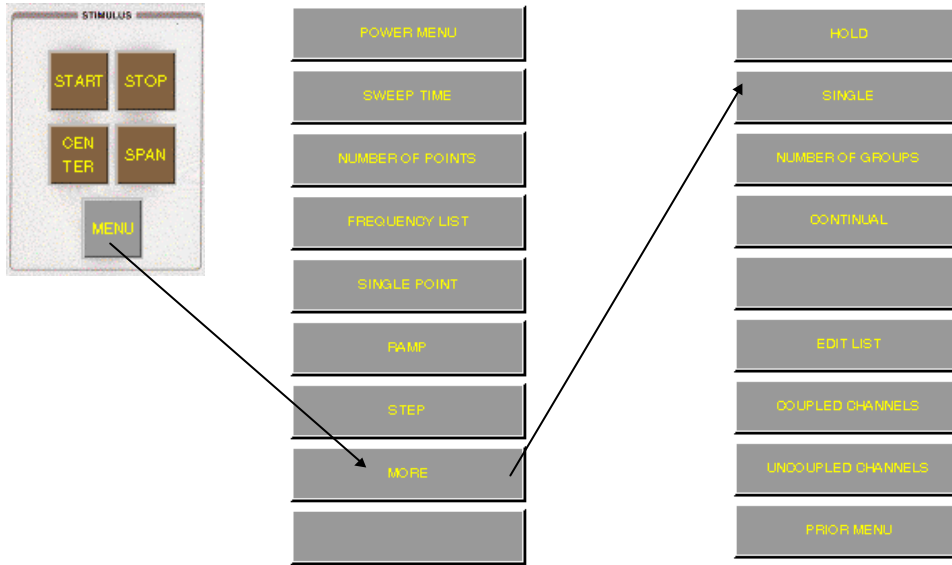 STIMULUS
START
STOP
CEN
TER
SPAN
MENU
POWER MENU
SWEEP TIME
NUMBER OF POINTS
FREQUENCY LIST
SINGLE POINT
RAMP
STEP
MORE
HOLD
SINGLE
NUMBER OF GROUPS
CONTINUAL
EDIT LIST
COUPLED CHANNELS
UNCOUPLED CHANNELS
PRIOR MENU